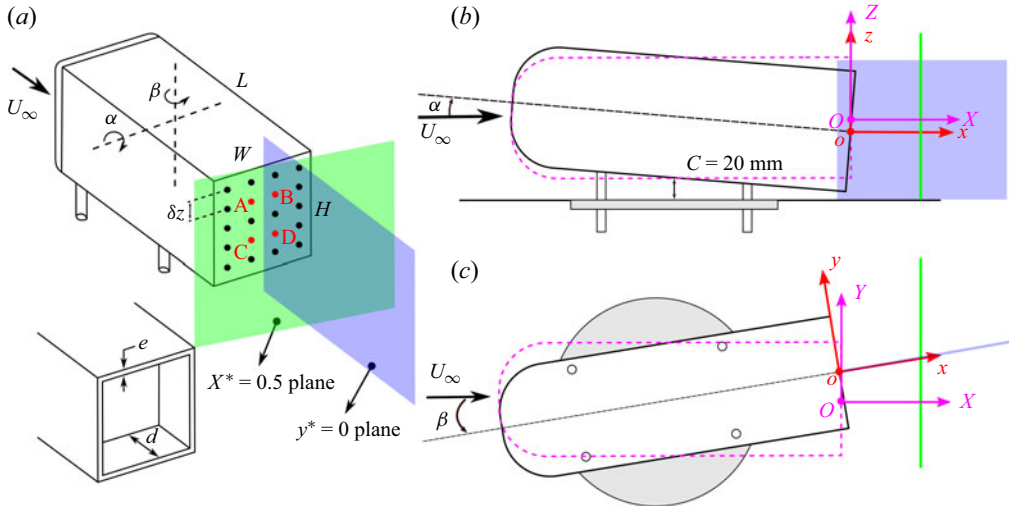 (a)
U∞
β
L
α
W
δz
A
B
H
C
D
e
d
X* = 0.5 plane
y* = 0 plane
(b)
Z
z
α
U∞
O
X
o
x
C = 20 mm
(c)
y
Y
U∞
β
o
x
O
X